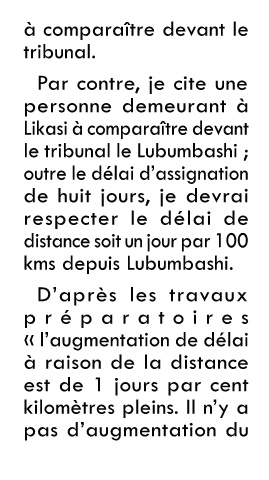 à comparaître devant le
tribunal.
Par contre, je cite une
personne demeurant à
Likasi à comparaître devant
le tribunal le Lubumbashi ;
outre le délai d'assignation
de huit jours, je devrai
respecter le délai de
distance soit un jour par 100
kms depuis Lubumbashi.
D'après les travaux
préparatoires
« l'augmentation de délai
à raison de la distance
est de 1 jours par cent
kilomètres pleins. Il n'y a
pas d'augmentation du